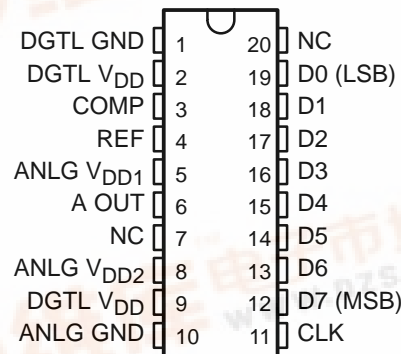 DGTL GND 1 20 NC
DGTL VDD 2 19 D0 (LSB)
COMP 3 18 D1
REF 4 17 D2
ANLG VDD1 5 16 D3
A OUT 6 15 D4
NC 7 14 D5
ANLG VDD2 8 13 D6
DGTL VDD 9 12 D7 (MSB)
ANLG GND 10 11 CLK